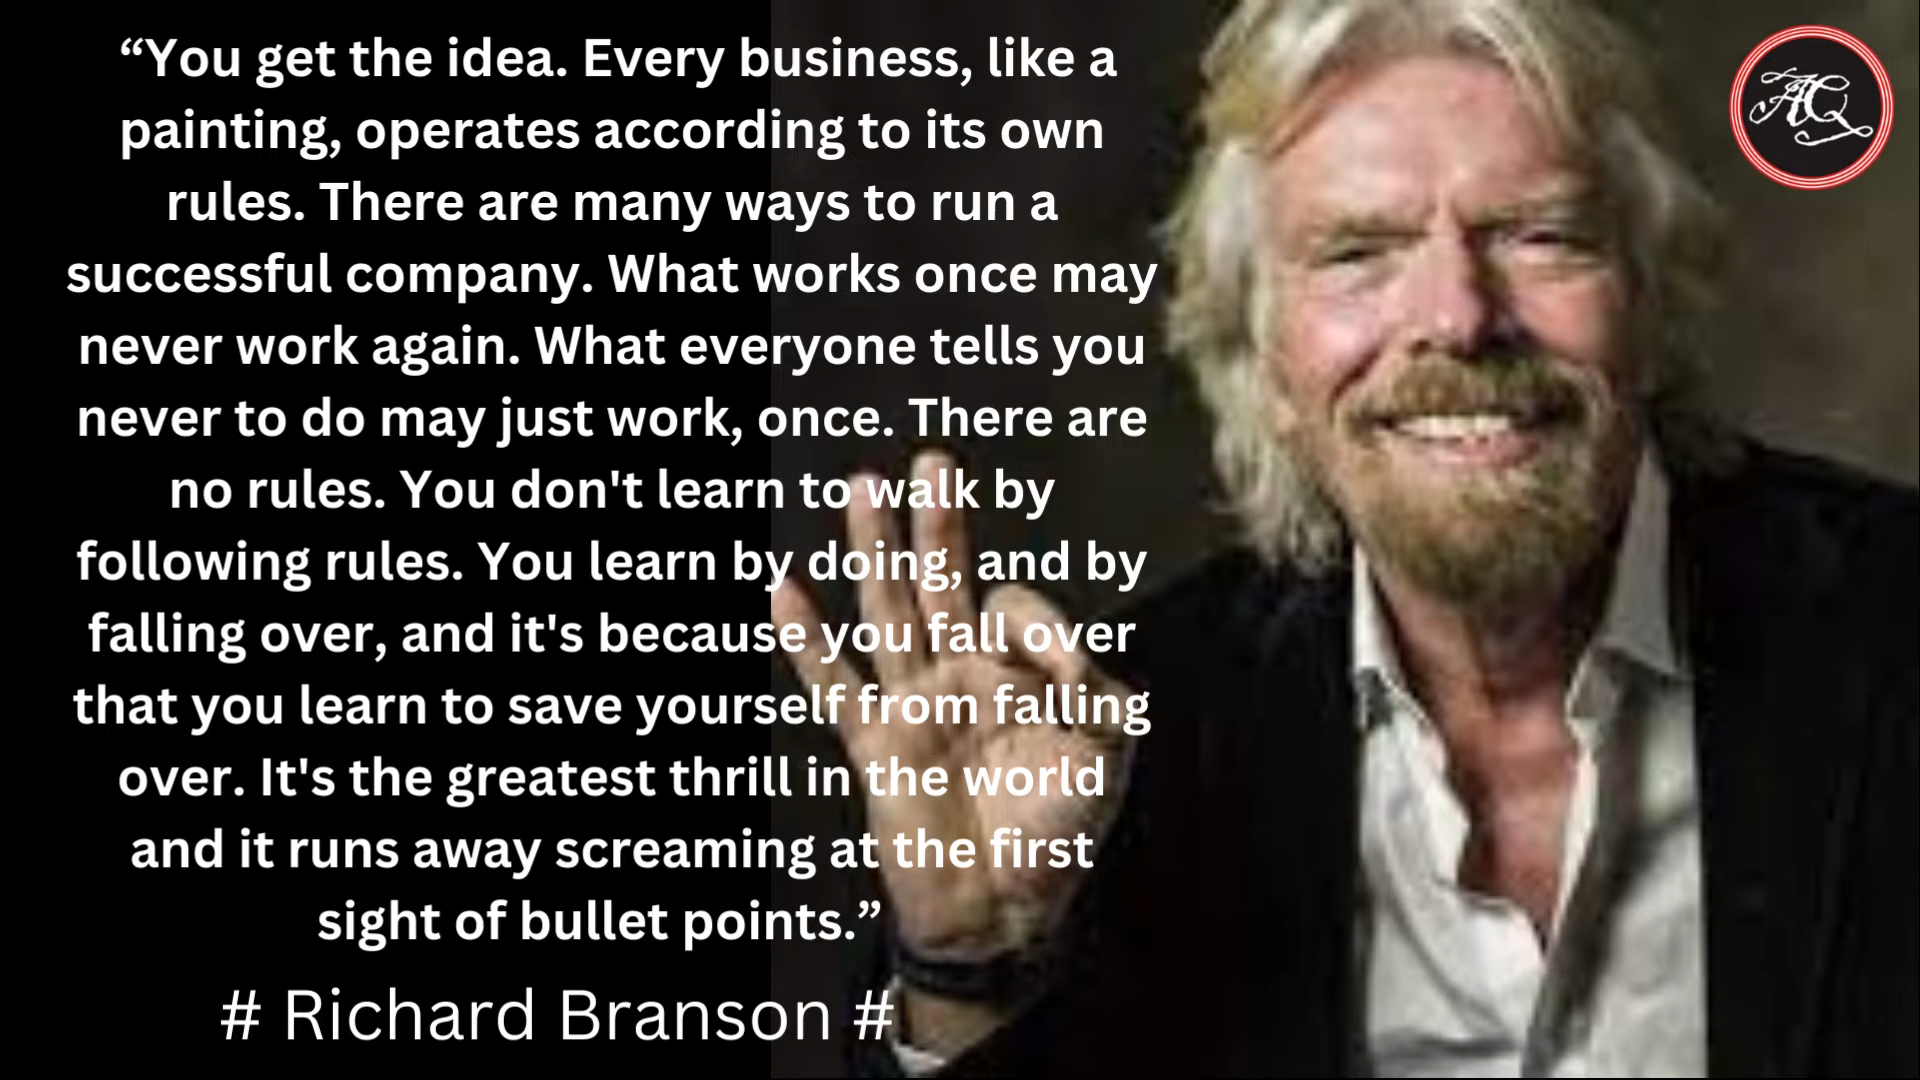 “You get the idea. Every business, like a
painting, operates according to its own
rules. There are many ways to run a
successful company. What works once may
never work again. What everyone tells you
never to do may just work, once. There are
no rules. You don't learn to walk by
following rules. You learn by doing, and by
falling over, and it's because you fall over
that you learn to save yourself from falling
over. It's the greatest thrill in the world
and it runs away screaming at the first
sight of bullet points.”
# Richard Branson #
AQ